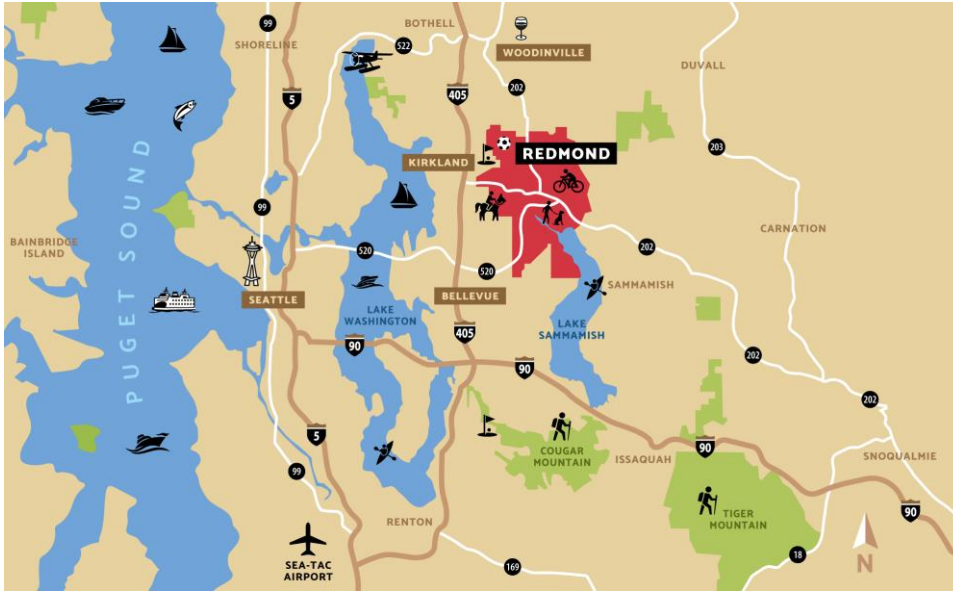 99
BOTHELL
SHORELINE
522
WOODINVILLE
DUVALL
5
405
202
REDMOND
KIRKLAND
203
PUGET SOUND
99
CARNATION
BAINBRIDGE
ISLAND
520
202
520
SEATTLE
BELLEVUE
SAMMAMISH
LAKE
WASHINGTON
LAKE
SAMMAMISH
405
90
202
90
202
5
COUGAR
MOUNTAIN
ISSAQUAH
90
SNOQUALMIE
99
TIGER
MOUNTAIN
90
RENTON
18
SEA-TAC
AIRPORT
169
N